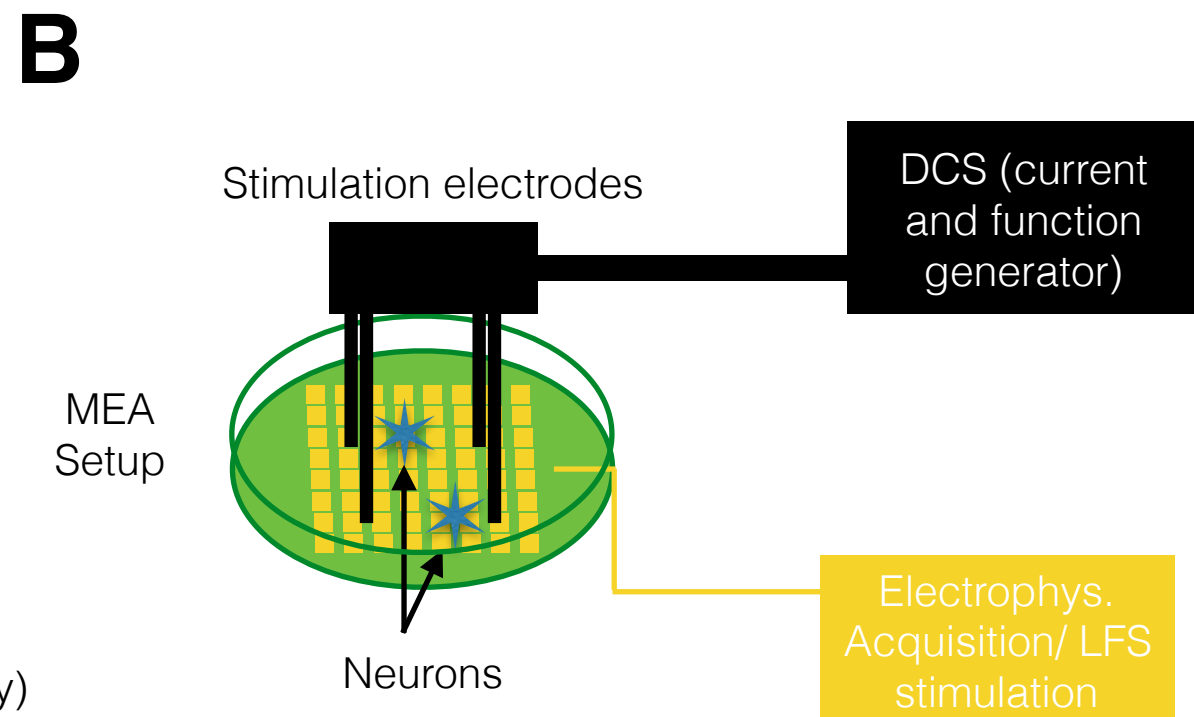 B
Stimulation electrodes
DCS (current
and function
generator)
MEA
Setup
Electrophys.
Acquisition/ LFS
stimulation
Neurons
y)